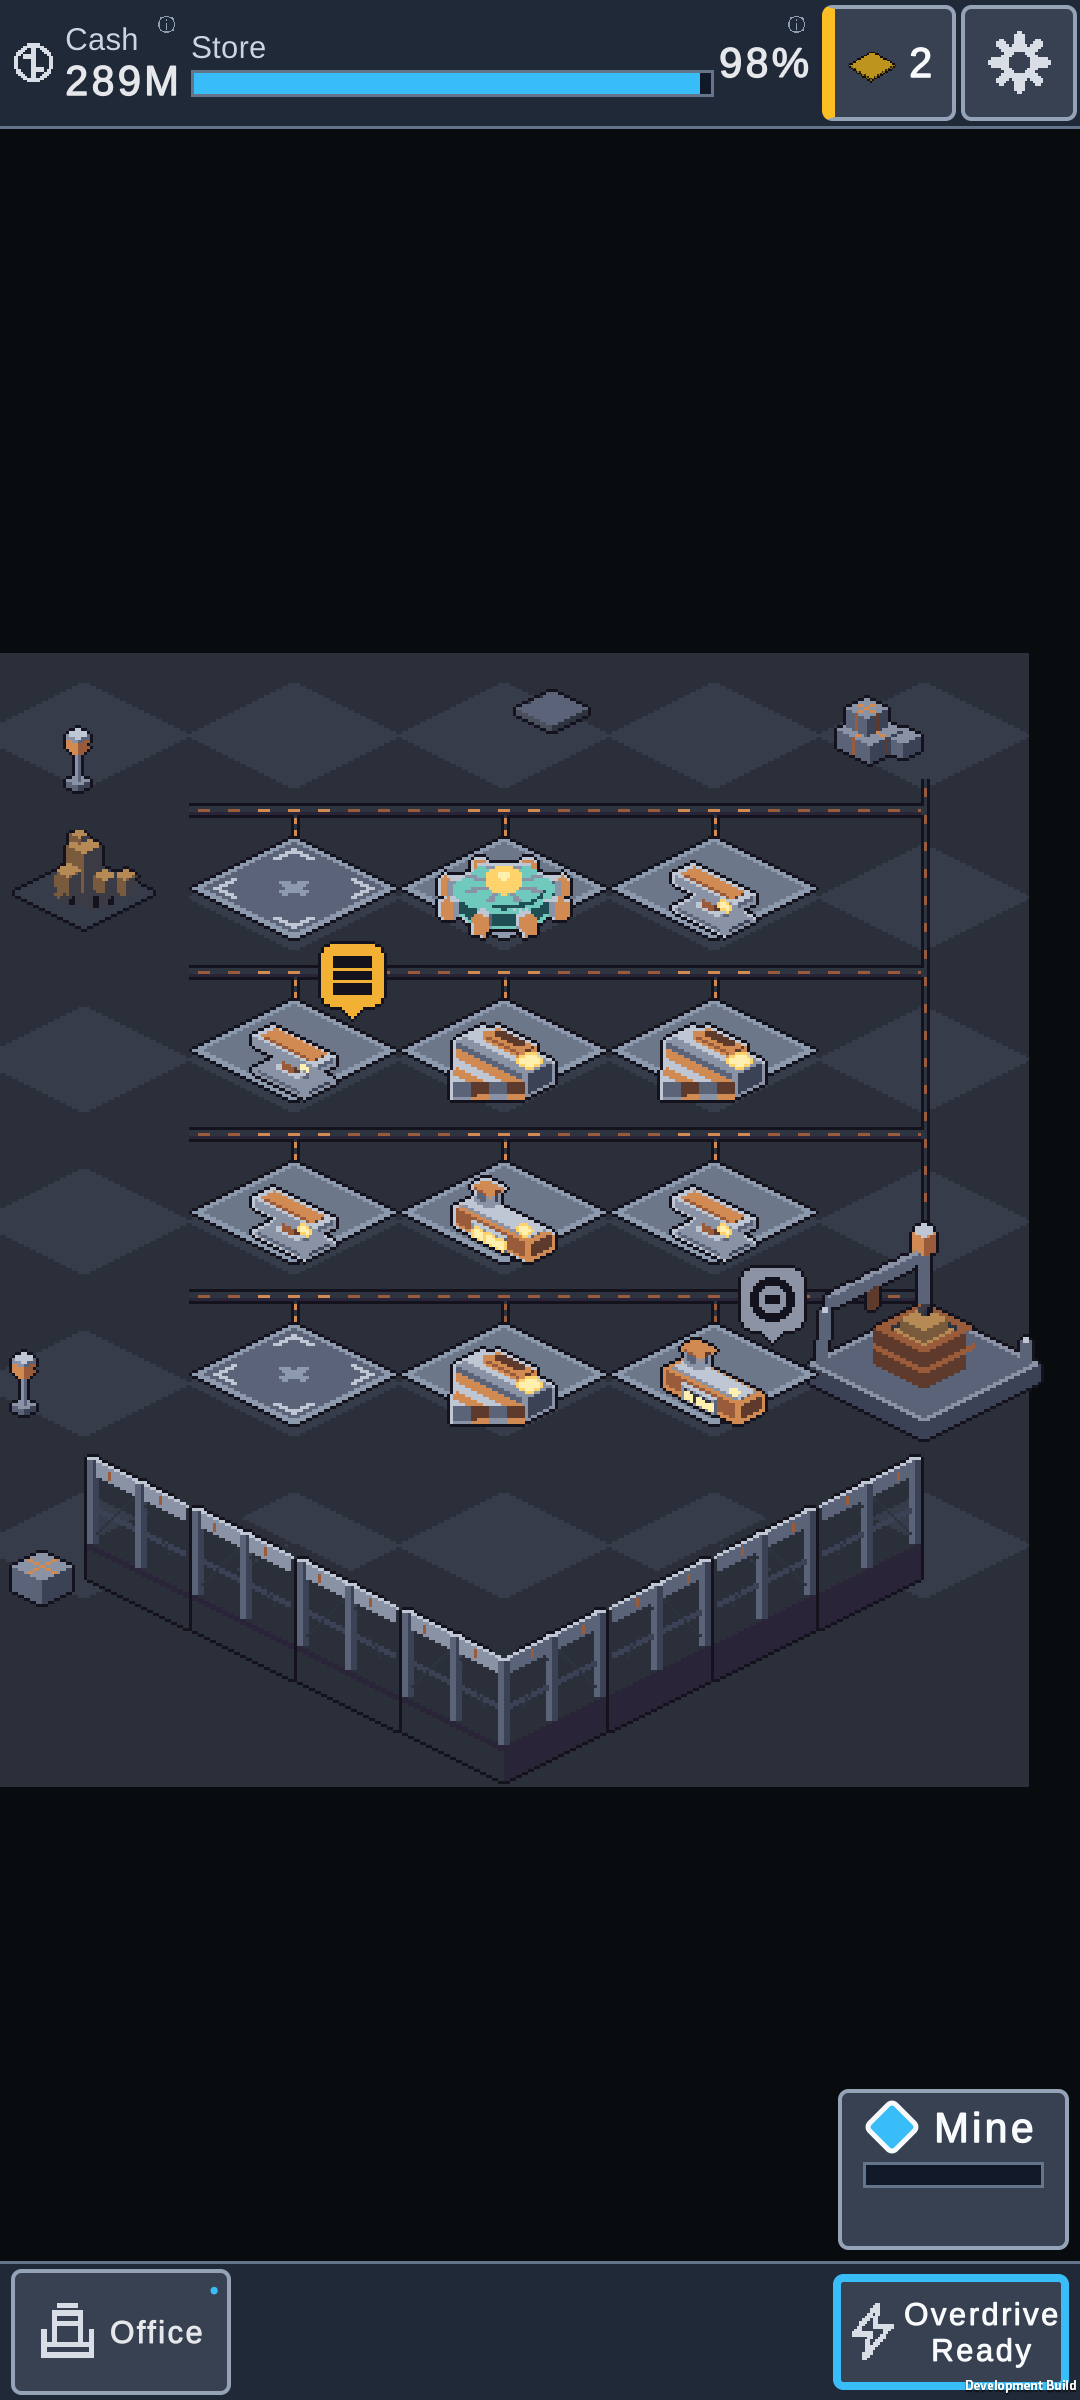 Cash
289M
Store
98%
2
Mine
Office
Overdrive
Ready
Development Build